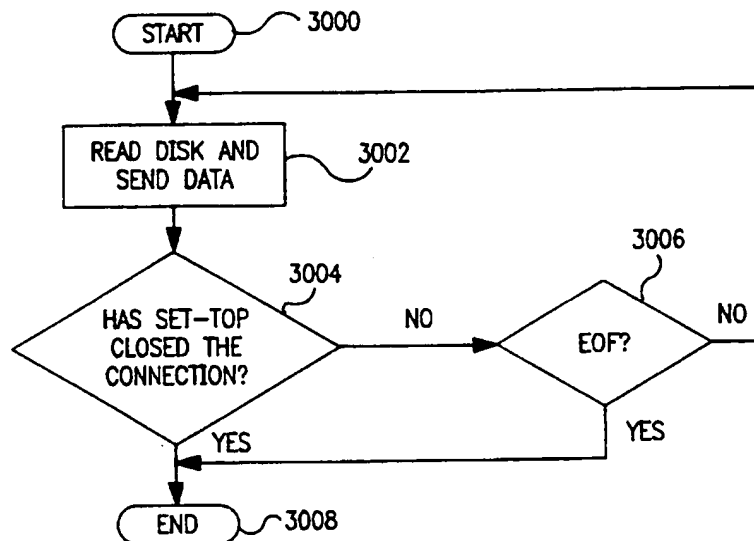 START
3000
READ DISK AND
SEND DATA
3002
3004
HAS SET-TOP
CLOSED THE
CONNECTION?
NO
3006
EOF?
NO
YES
YES
END
3008